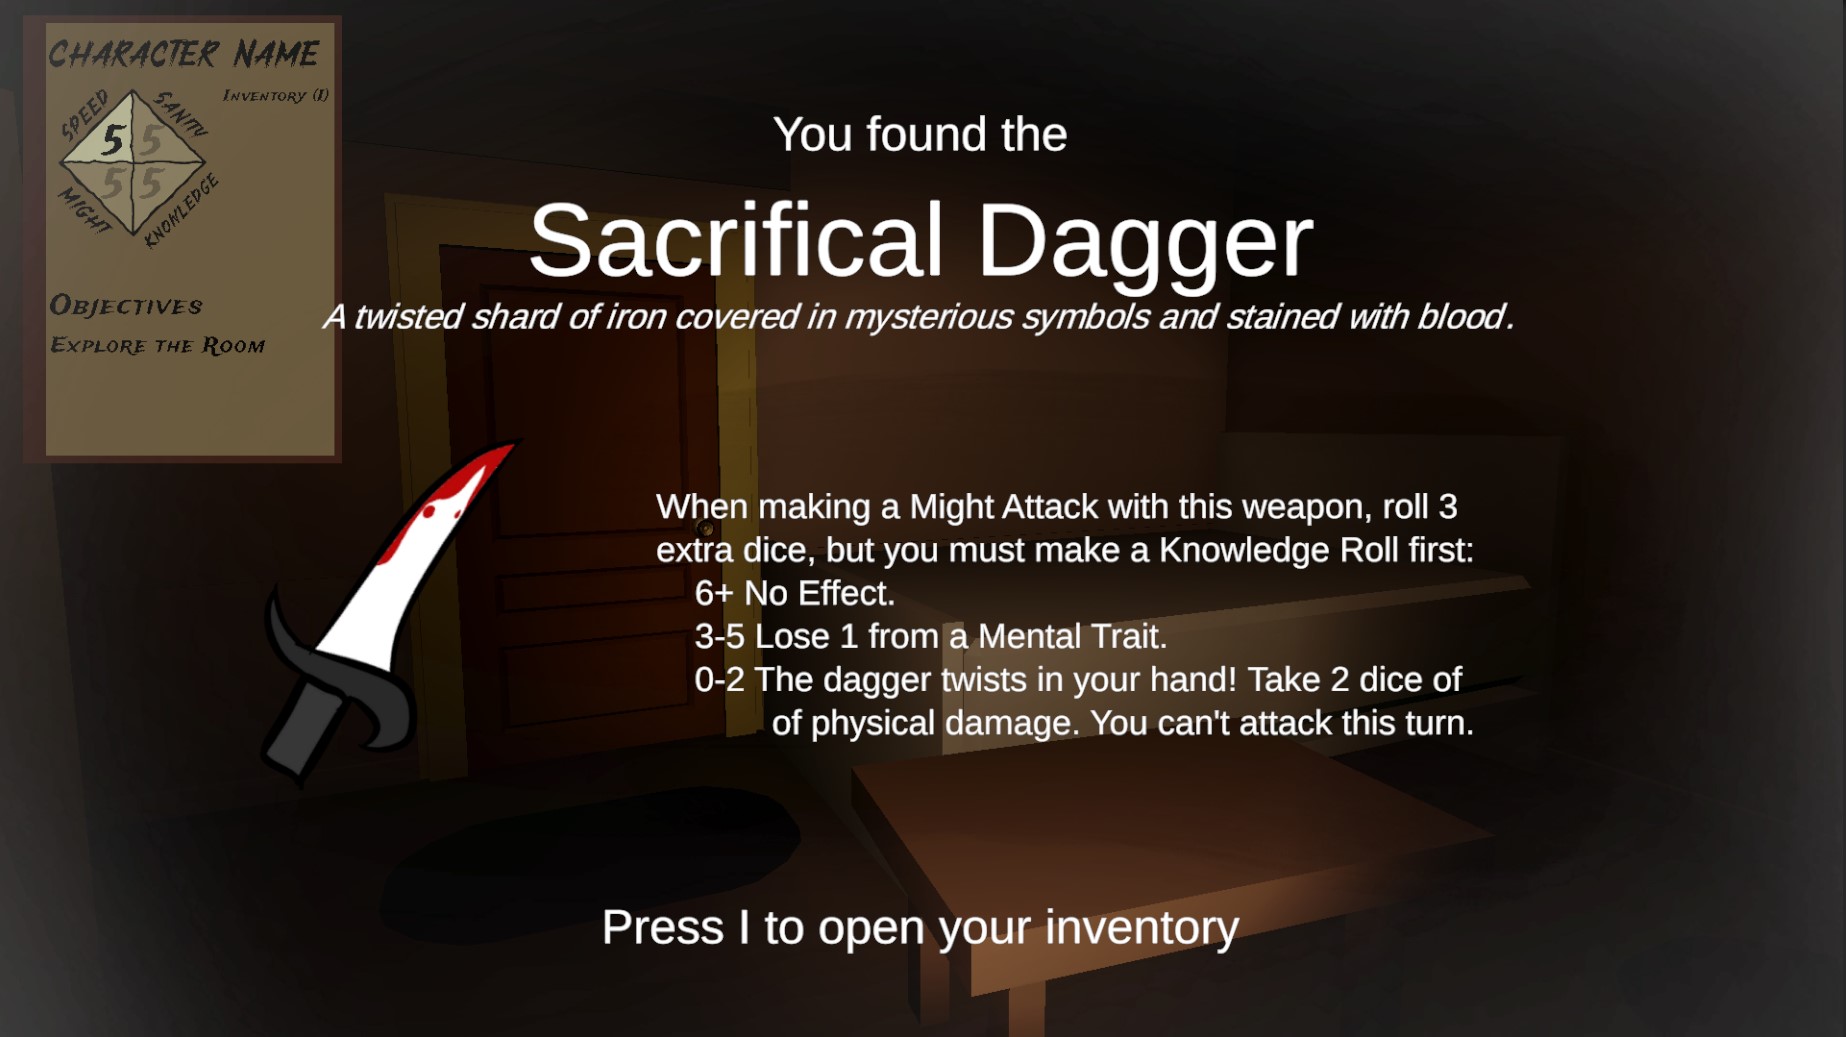 CHARACTER NAME
INVENTORY (I)
SPEED
SANITY
5 5
5 5
MIGHT
KNOWLEDGE
OBJECTIVES
EXPLORE THE ROOM
You found the
Sacrifical Dagger
A twisted shard of iron covered in mysterious symbols and stained with blood.
When making a Might Attack with this weapon, roll 3
extra dice, but you must make a Knowledge Roll first:
6+ No Effect.
3-5 Lose 1 from a Mental Trait.
0-2 The dagger twists in your hand! Take 2 dice of
of physical damage. You can't attack this turn.
Press I to open your inventory